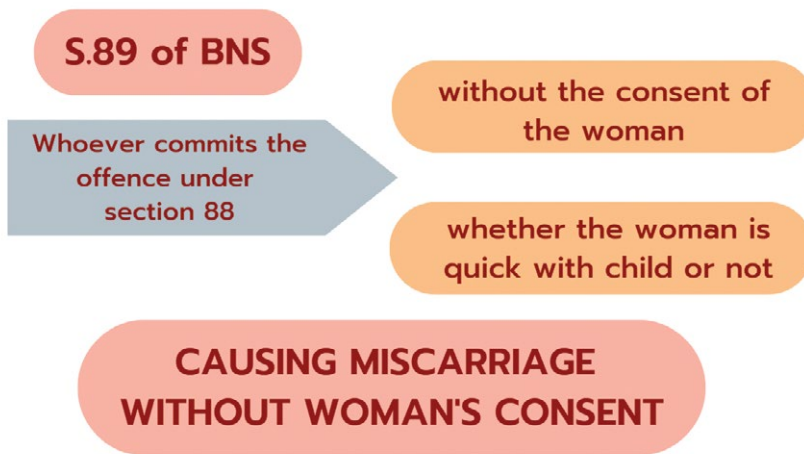 S.89 of BNS
Whoever commits the
offence under
section 88
without the consent of
the woman
whether the woman is
quick with child or not
CAUSING MISCARRIAGE
WITHOUT WOMAN'S CONSENT